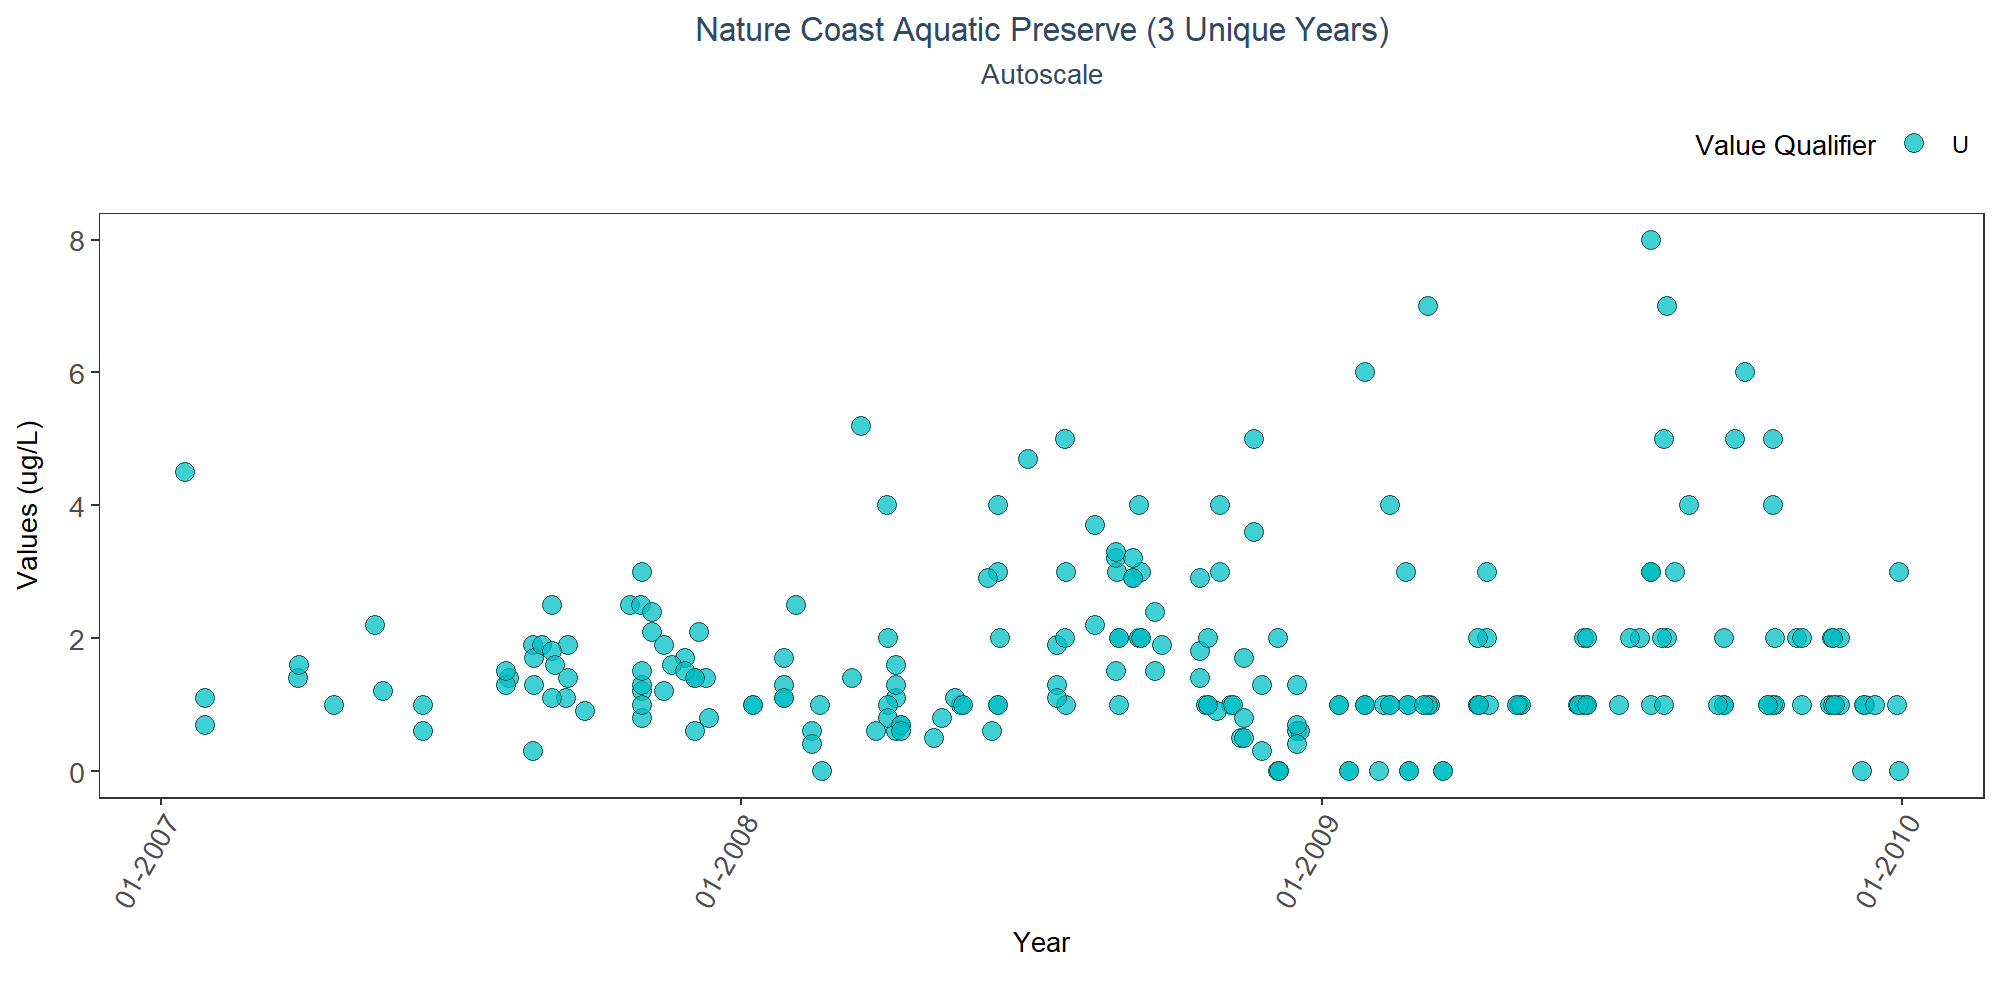 Nature Coast Aquatic Preserve (3 Unique Years)
Autoscale
Value Qualifier U
8
6
4
2
0
Values (ug/L)
01-2007 01-2008 01-2009 01-2010
Year